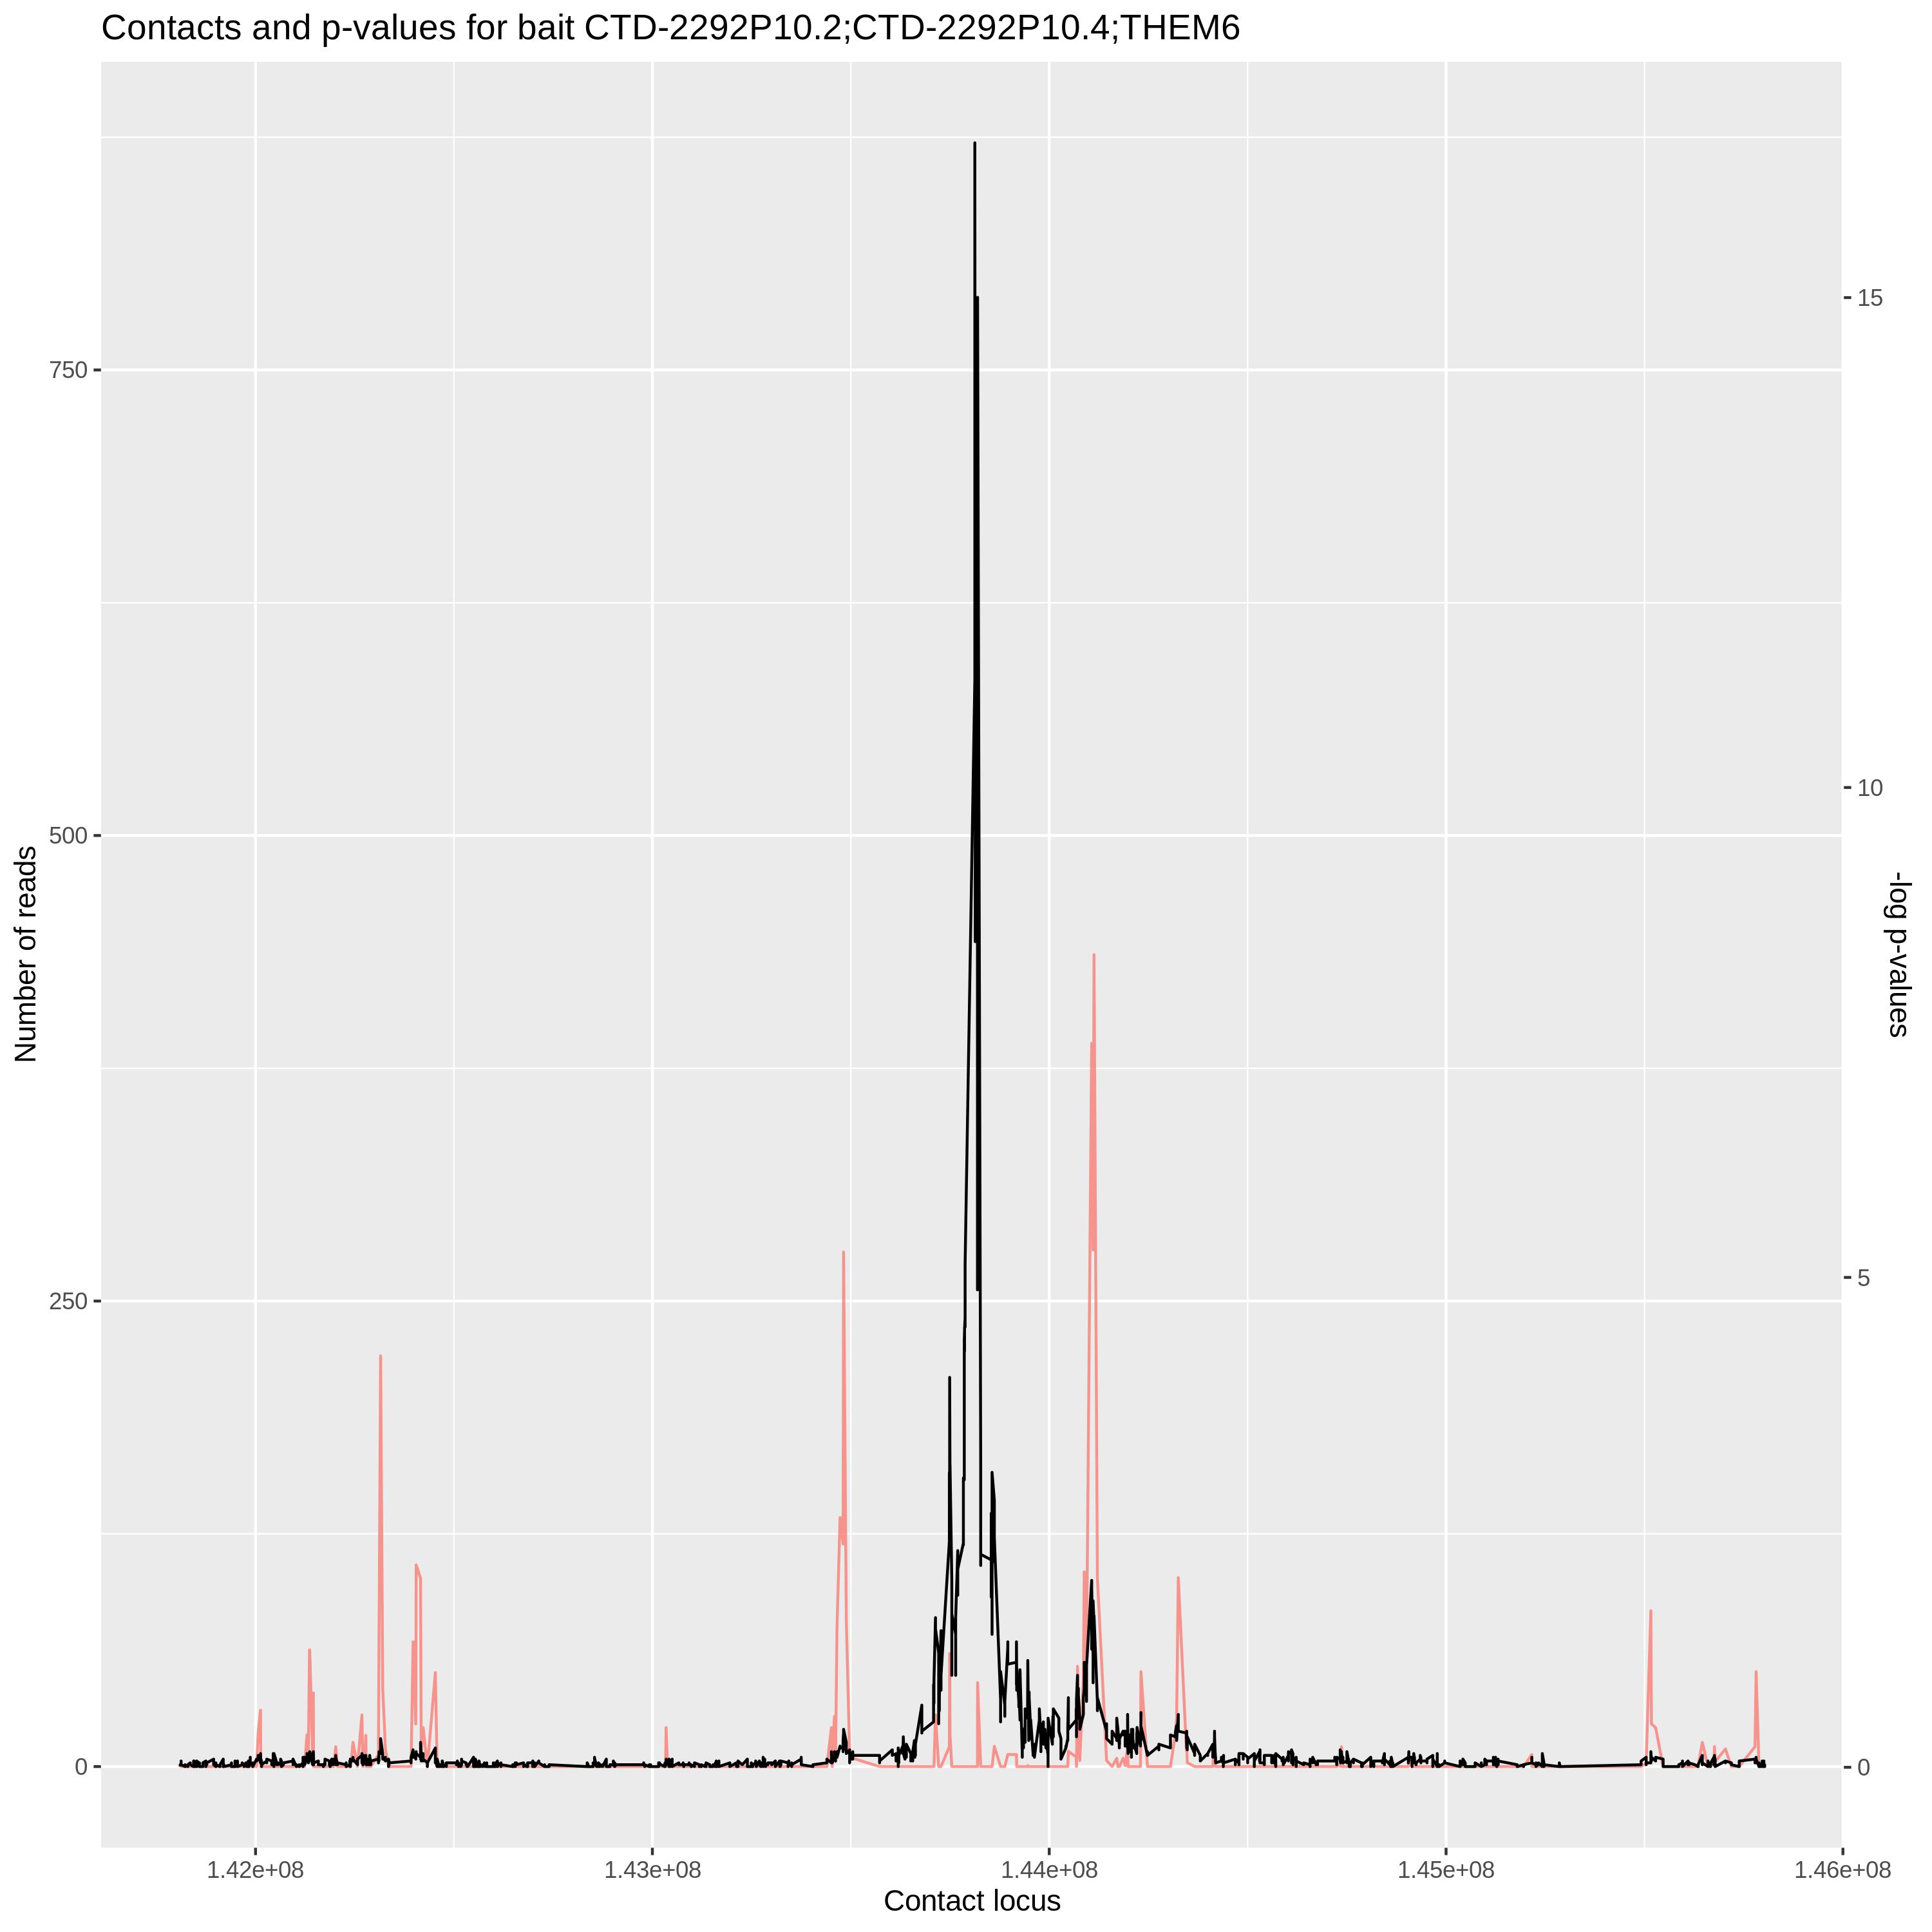 Contacts and p-values for bait CTD-2292P10.2;CTD-2292P10.4;THEM6
Number of reads
750
500
250
0
15
10
5
0
-log p-values
1.42e+08
1.43e+08
1.44e+08
1.45e+08
1.46e+08
Contact locus